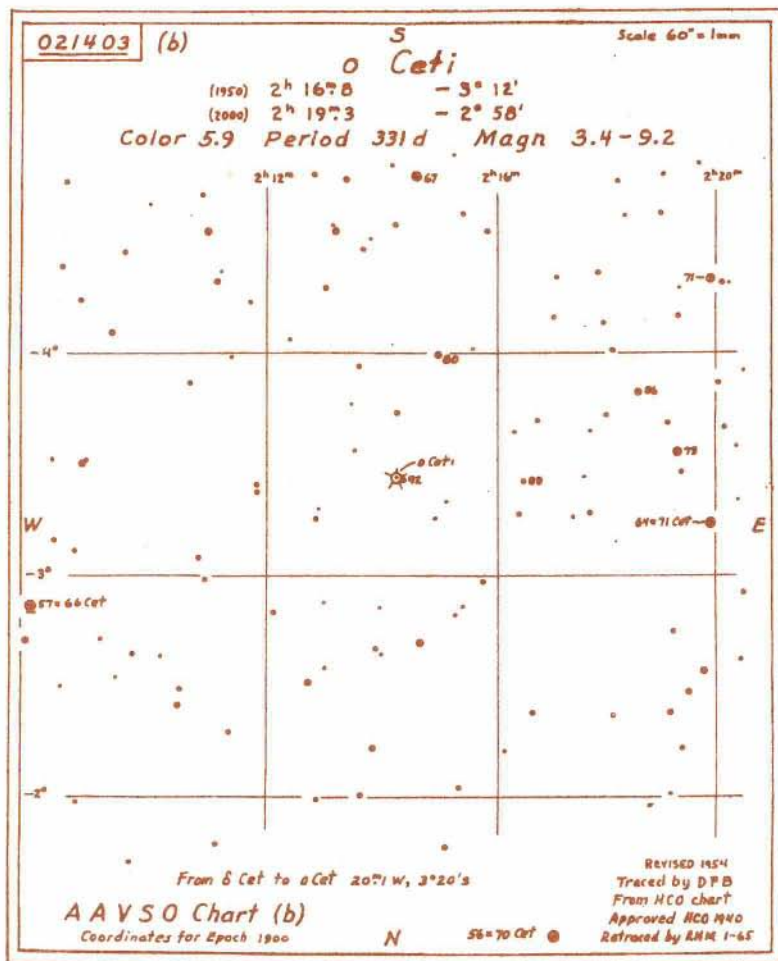 021403 (b)
S
Scale 60"=1mm
o Ceti
(1950) 2h 16m.8 - 3° 12'
(2000) 2h 19m.3 - 2° 58'
Color 5.9 Period 331d Magn 3.4-9.2
2h 12m
67
2h 16m
2h 20m
71
-4°
80
86
o Ceti
92
78
88
W
64=71 Cet
E
-3°
57=66 Cet
-2°
From δ Cet to o Cet 20m.1 W, 3°20's
AAVSO Chart (b)
Coordinates for Epoch 1900
N
56=70 Cet
REVISED 1954
Traced by DFB
From HCO chart
Approved HCO 1940
Retraced by RHM 1-65